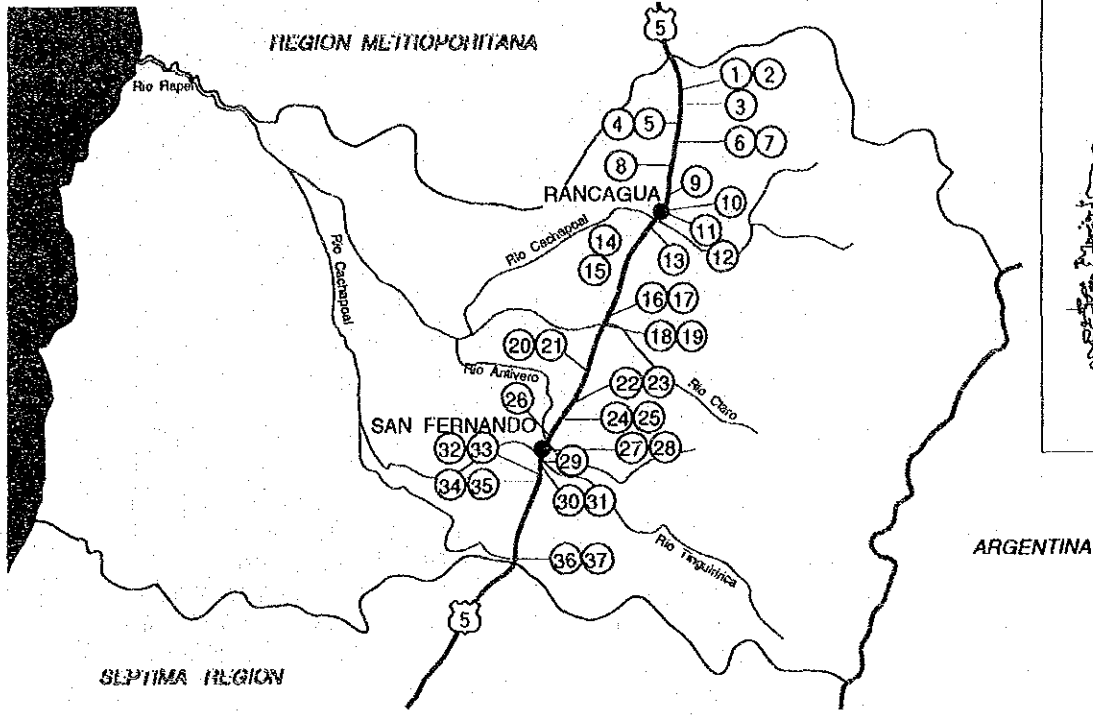 5
REGION METROPOLITANA
Rio Rapel
1 2
3
4 5
6 7
8
9
RANCAGUA
10
11
Rio Cachapoal
12
13
14
15
Rio Cachapoal
16 17
18 19
20 21
Rio Antivero
22 23
Rio Claro
26
24 25
SAN FERNANDO
32 33
27 28
29
34 35
30 31
Rio Tinguiririca
ARGENTINA
36 37
5
SEPTIMA REGION